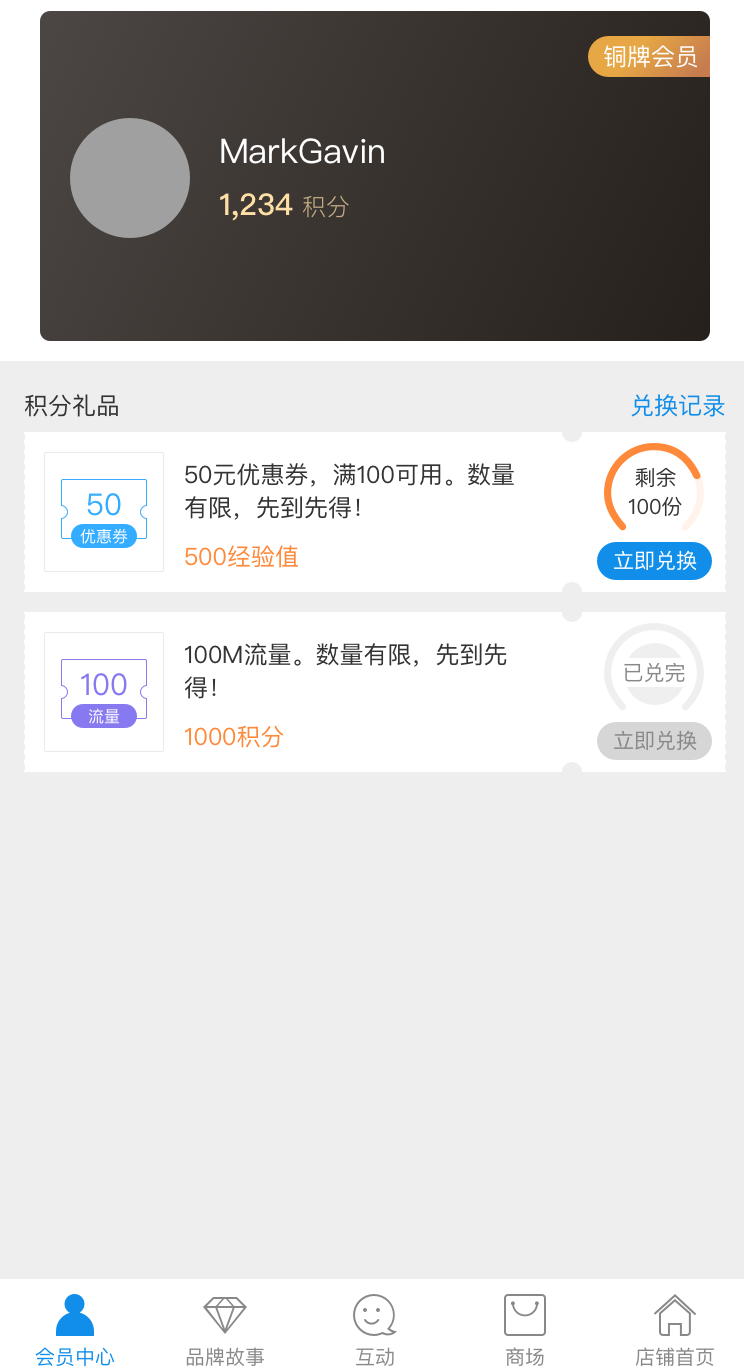 铜牌会员
MarkGavin
1,234 积分
积分礼品
兑换记录
50
优惠券
50元优惠券，满100可用。数量
有限，先到先得！
500经验值
剩余
100份
立即兑换
100
流量
100M流量。数量有限，先到先
得！
1000积分
已兑完
立即兑换
会员中心
品牌故事
互动
商场
店铺首页